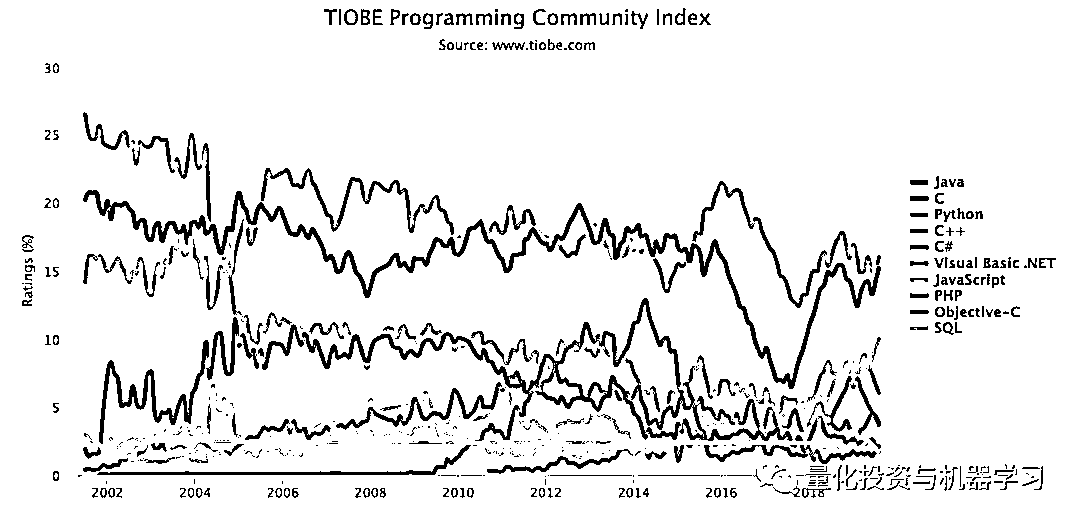 TIOBE Programming Community Index
Source: www.tiobe.com
30
25
20
15
10
5
0
Ratings (%)
2002
2004
2006
2008
2010
2012
2014
2016
2018
Java
C
Python
C++
C#
Visual Basic .NET
JavaScript
PHP
Objective-C
SQL
量化投资与机器学习